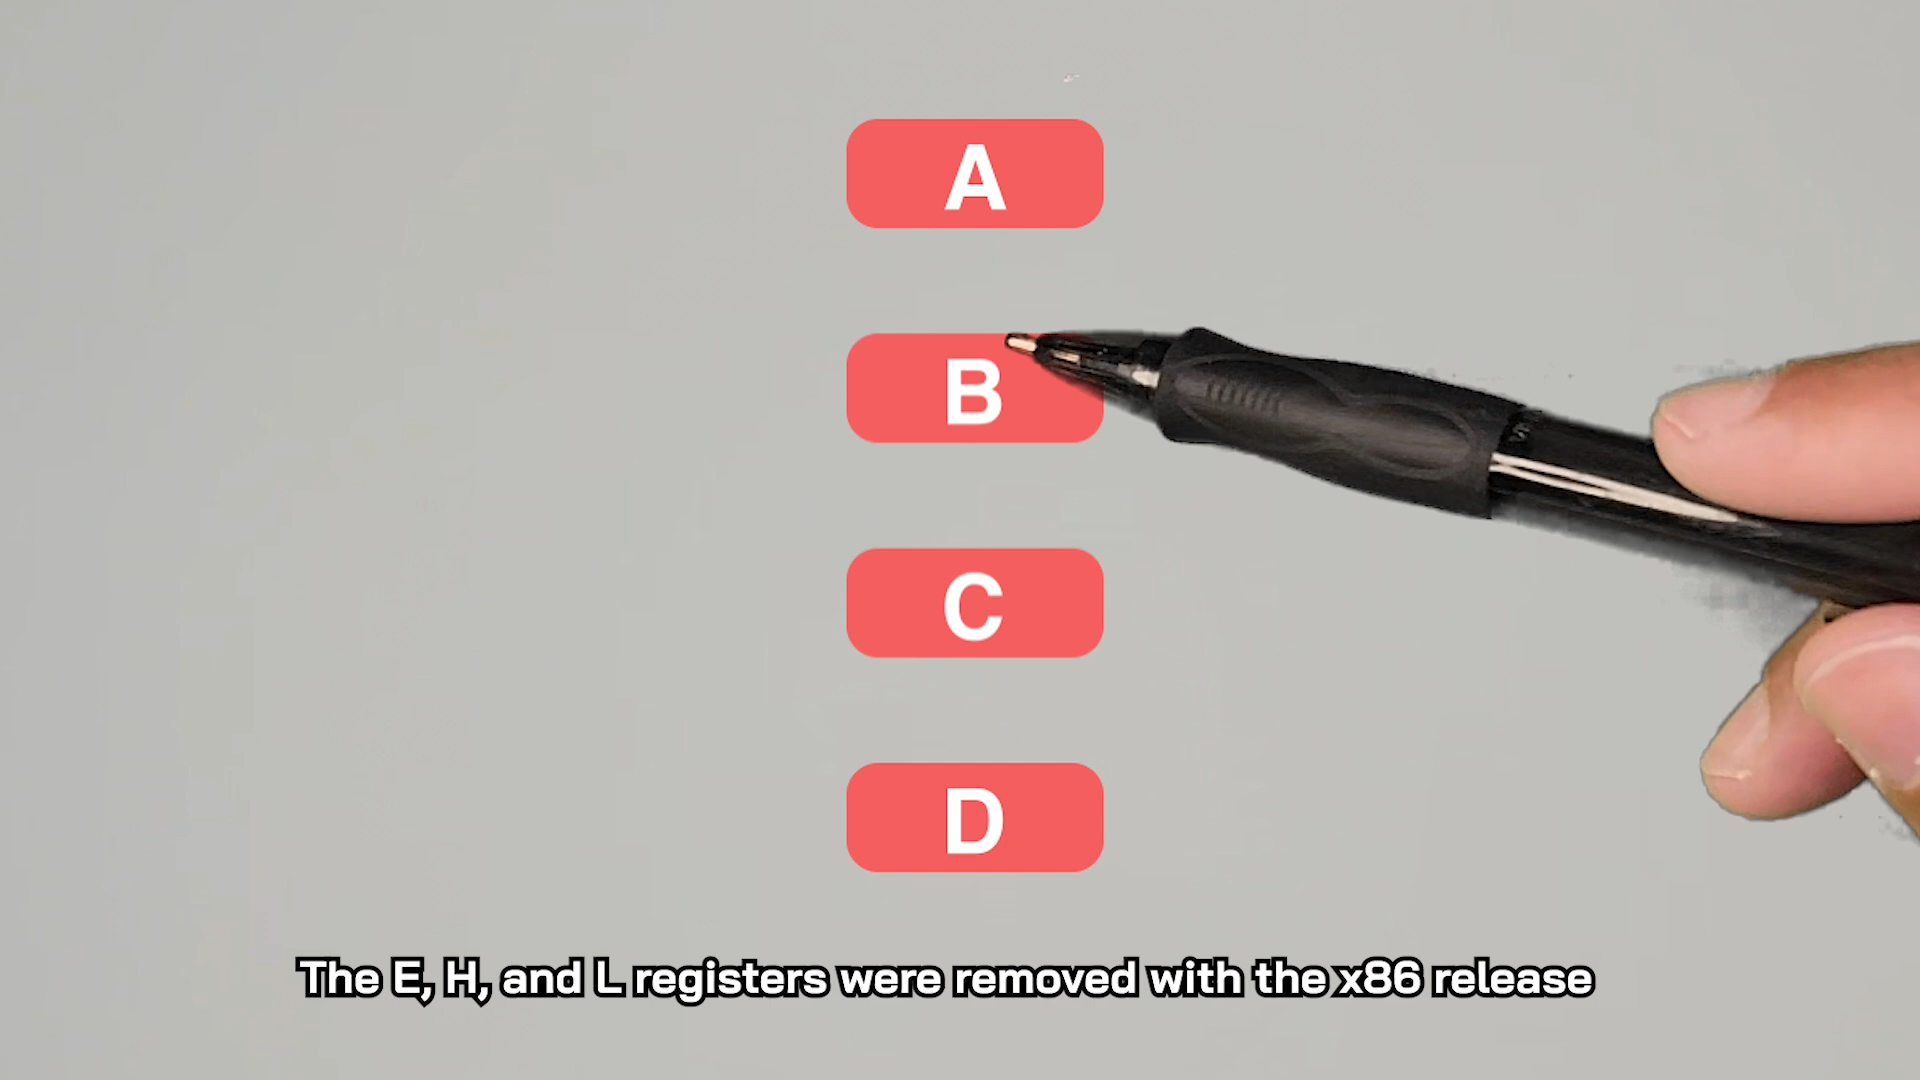 A
B
C
D
The E, H, and L registers were removed with the x86 release